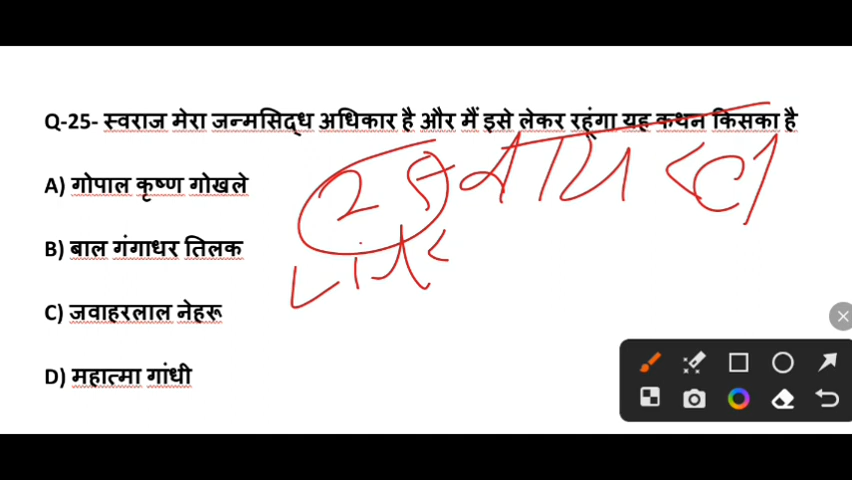 Q-25- स्वराज मेरा जन्मसिद्ध अधिकार है और मैं इसे लेकर रहूंगा यह कथन किसका है
A) गोपाल कृष्ण गोखले
B) बाल गंगाधर तिलक
C) जवाहरलाल नेहरू
D) महात्मा गांधी